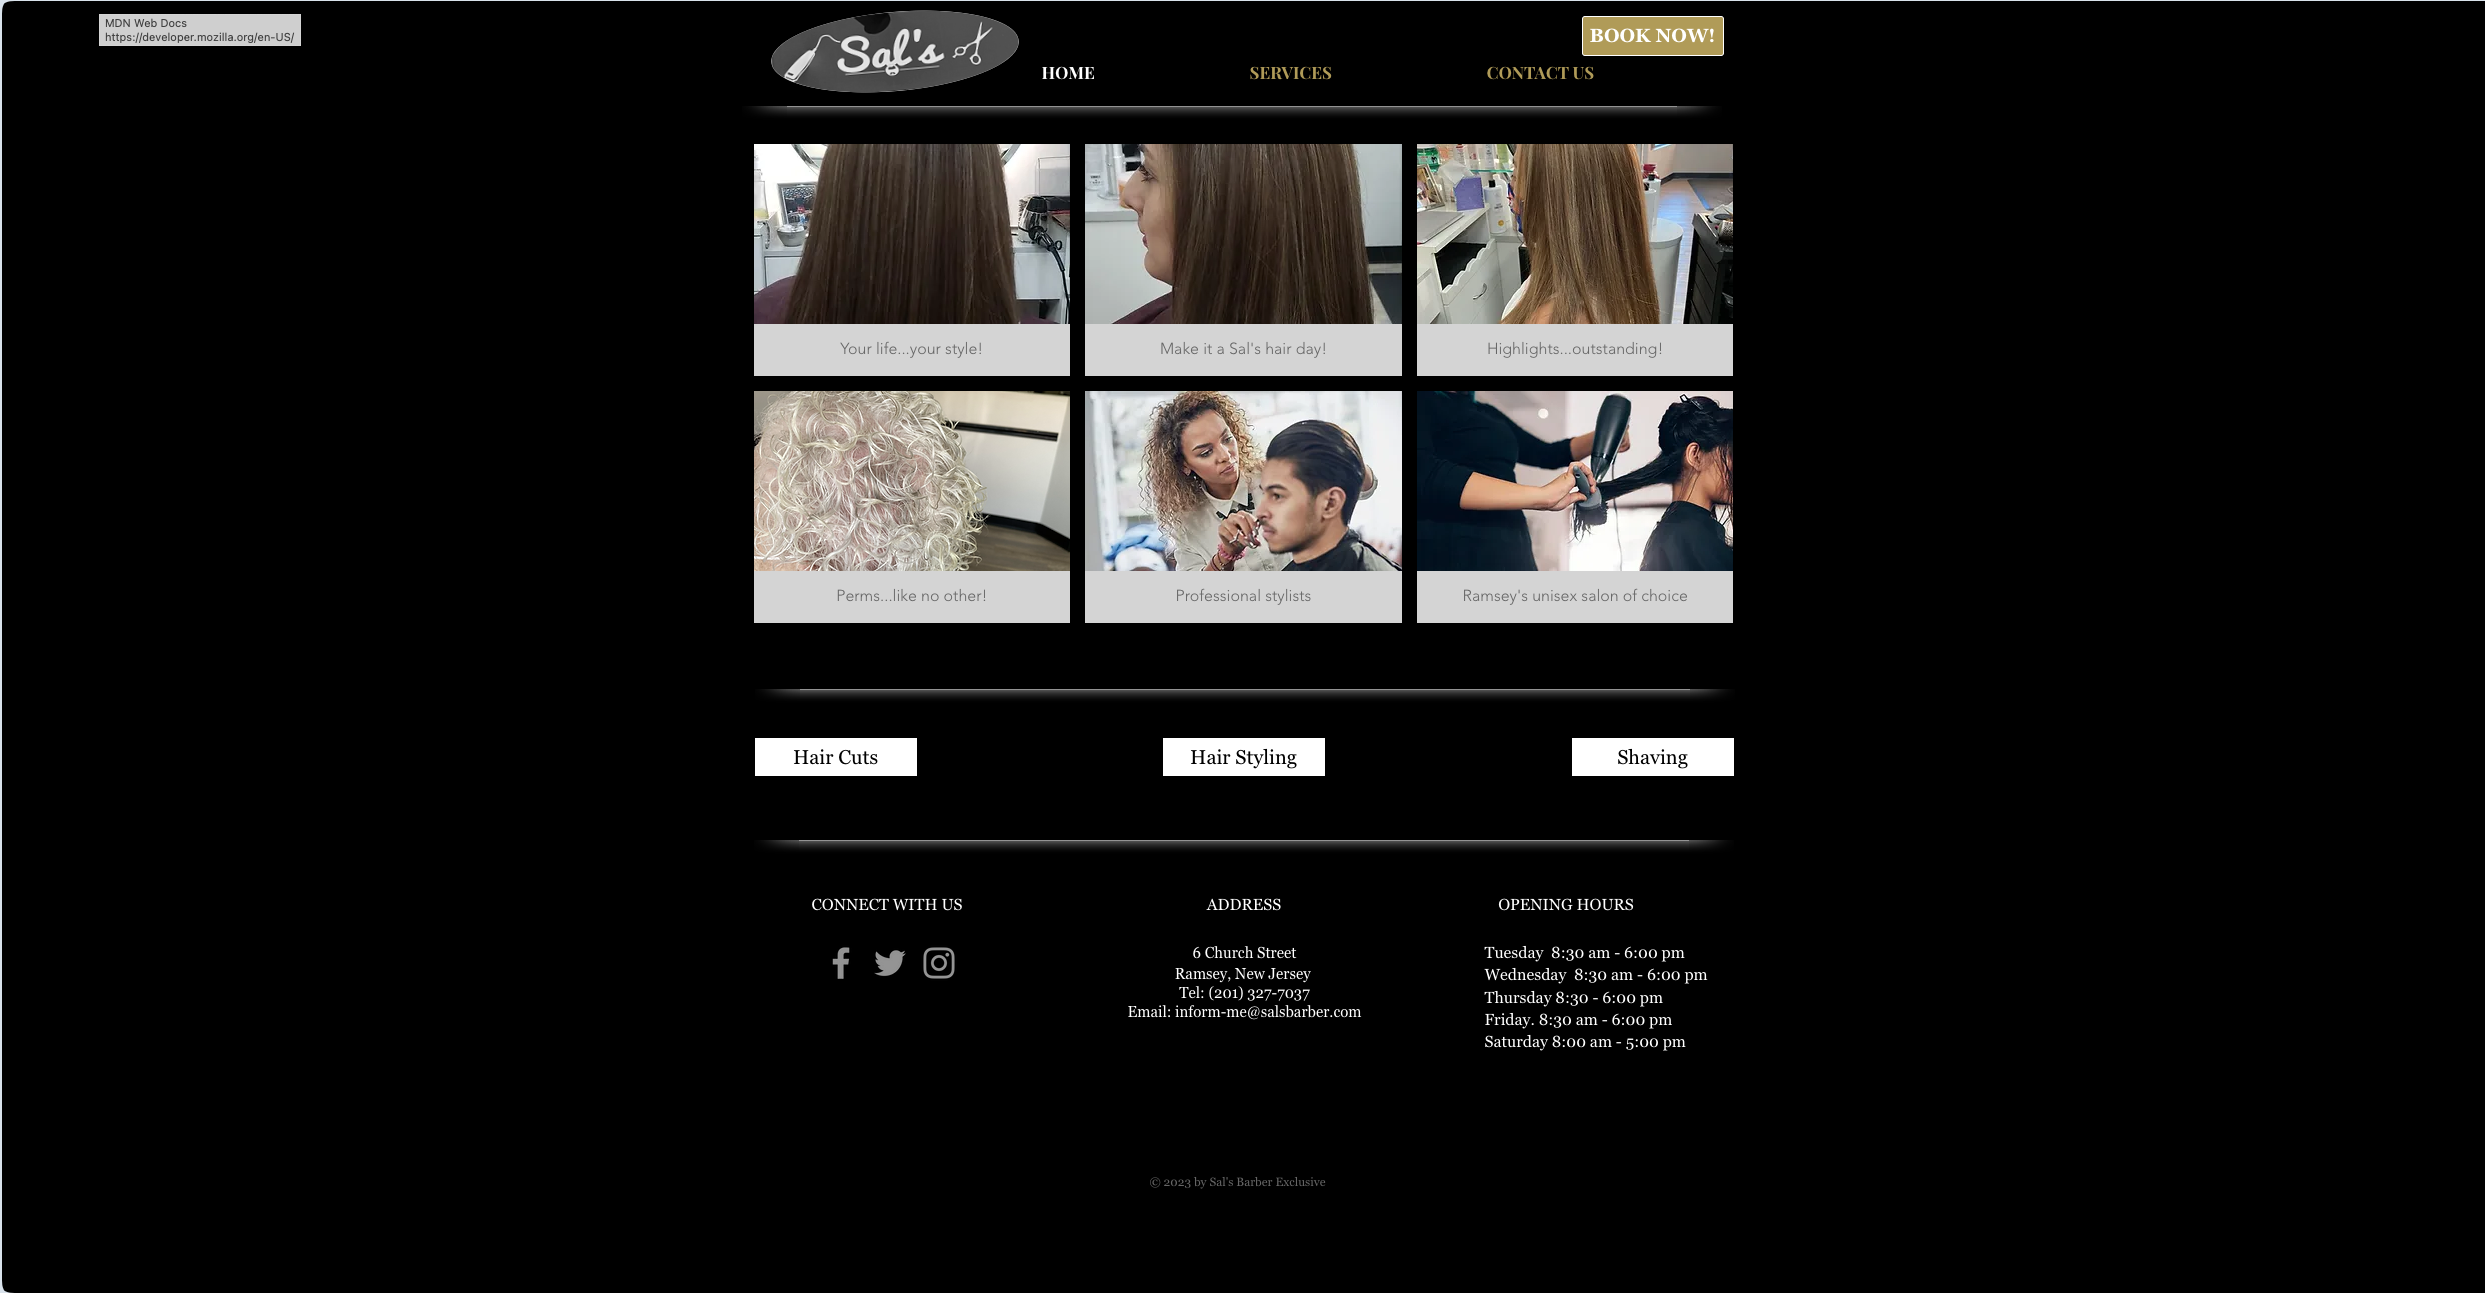 MDN Web Docs
https://developer.mozilla.org/en-US/
Sal's
BOOK NOW!
HOME
SERVICES
CONTACT US
Your life...your style!
Make it a Sal's hair day!
Highlights...outstanding!
Perms...like no other!
Professional stylists
Ramsey's unisex salon of choice
Hair Cuts
Hair Styling
Shaving
CONNECT WITH US
ADDRESS
6 Church Street
Ramsey, New Jersey
Tel: (201) 327-7037
Email: inform-me@salsbarber.com
OPENING HOURS
Tuesday  8:30 am - 6:00 pm
Wednesday  8:30 am - 6:00 pm
Thursday 8:30 - 6:00 pm
Friday. 8:30 am - 6:00 pm
Saturday 8:00 am - 5:00 pm
© 2023 by Sal's Barber Exclusive